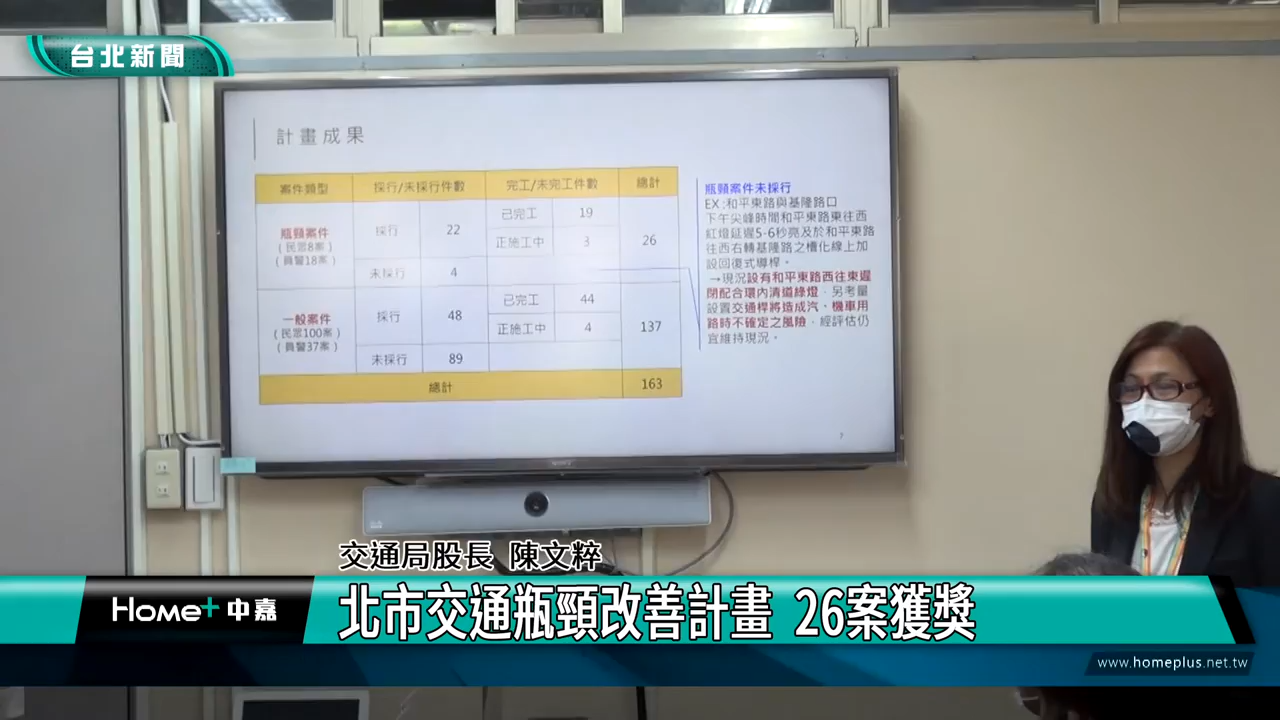 台北新聞
計畫成果
案件類型 採行/未採行件數 完工/未完工件數 總計
瓶頸案件
(民眾8案)
(員警18案)
採行 22 已完工 19
正施工中 3
26
未採行 4
一般案件
(民眾100案)
(員警37案)
採行 48 已完工 44
正施工中 4
137
未採行 89
總計 163
瓶頸案件未採行
EX :和平東路與基隆路口
下午尖峰時間和平東路東往西
紅燈延遲5-6秒亮及於和平東路
往西右轉基隆路之槽化線上加
設回復式導桿。
→現況設有和平東路西往東遲
閉配合環內清道綠燈，另考量
設置交通桿將造成汽、機車用
路時不確定之風險，經評估仍
宜維持現況。
7
SONY
交通局股長 陳文粹
Home+中嘉
北市交通瓶頸改善計畫 26案獲獎
www.homeplus.net.tw